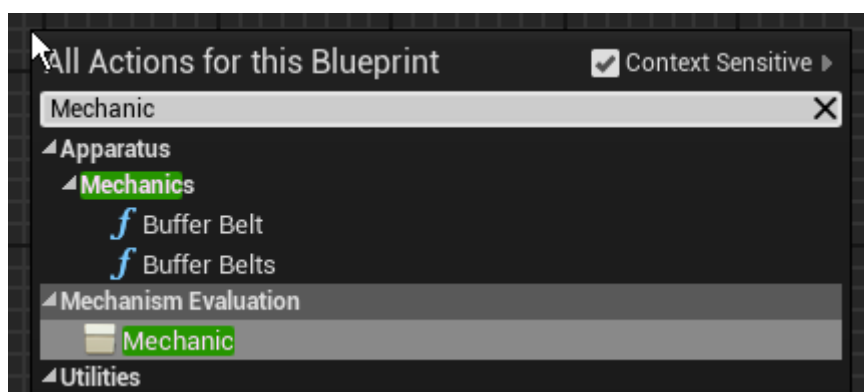 All Actions for this Blueprint Context Sensitive
Mechanic
Apparatus
Mechanics
f Buffer Belt
f Buffer Belts
Mechanism Evaluation
Mechanic
Utilities